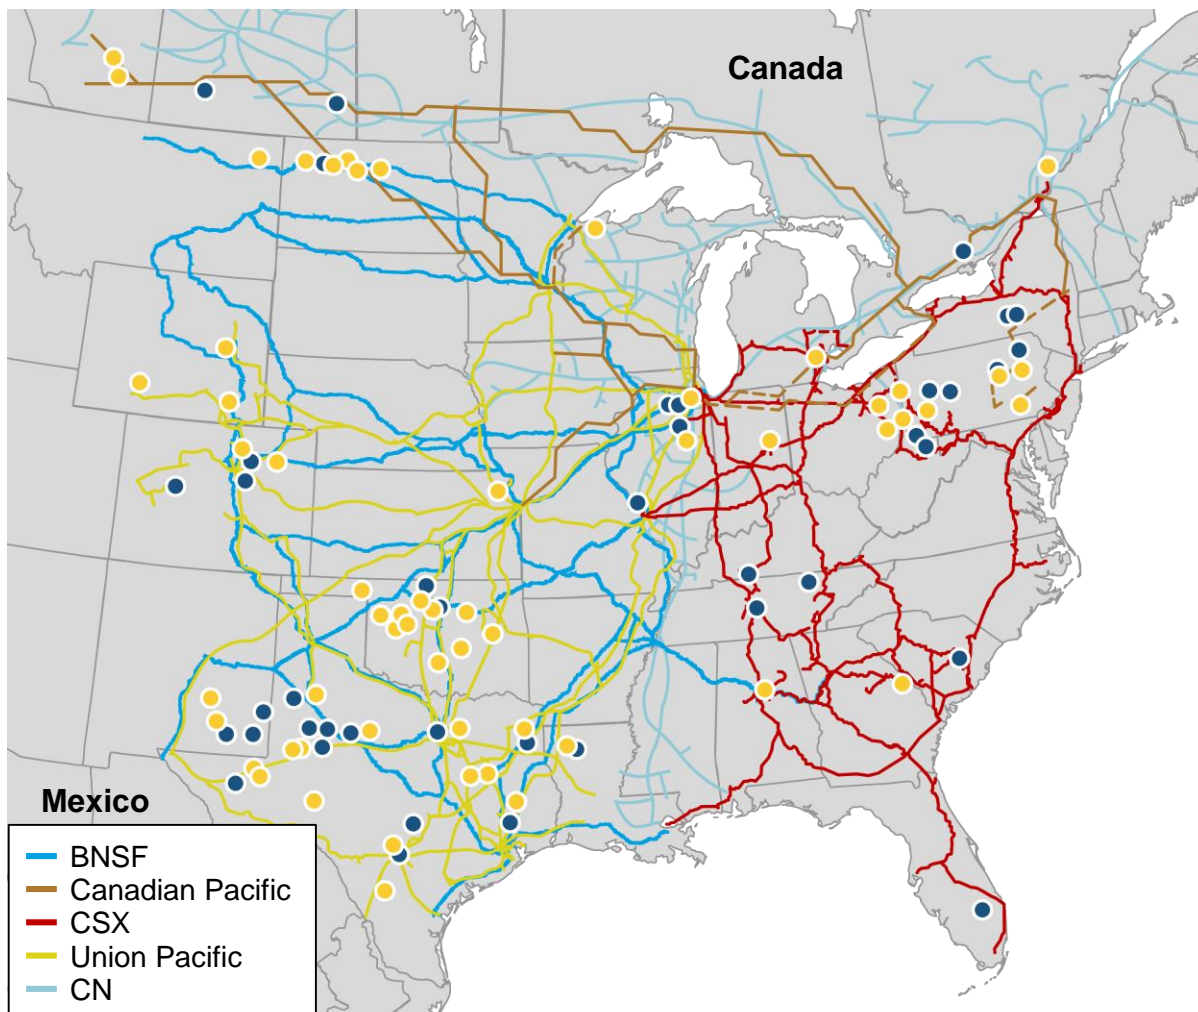 Canada
Mexico
BNSF
Canadian Pacific
CSX
Union Pacific
CN